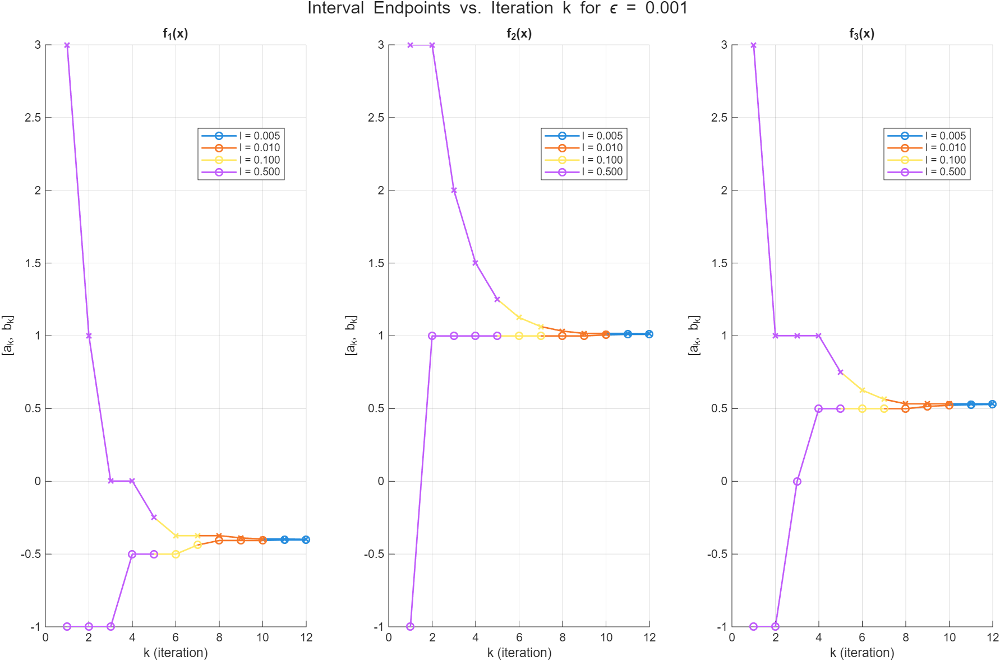 Interval Endpoints vs. Iteration k for ϵ = 0.001
f₁(x)
3
2.5
2
1.5
1
0.5
0
-0.5
-1
[aₖ, bₖ]
0 2 4 6 8 10 12
k (iteration)
l = 0.005
l = 0.010
l = 0.100
l = 0.500
f₂(x)
3
2.5
2
1.5
1
0.5
0
-0.5
-1
[aₖ, bₖ]
0 2 4 6 8 10 12
k (iteration)
l = 0.005
l = 0.010
l = 0.100
l = 0.500
f₃(x)
3
2.5
2
1.5
1
0.5
0
-0.5
-1
[aₖ, bₖ]
0 2 4 6 8 10 12
k (iteration)
l = 0.005
l = 0.010
l = 0.100
l = 0.500